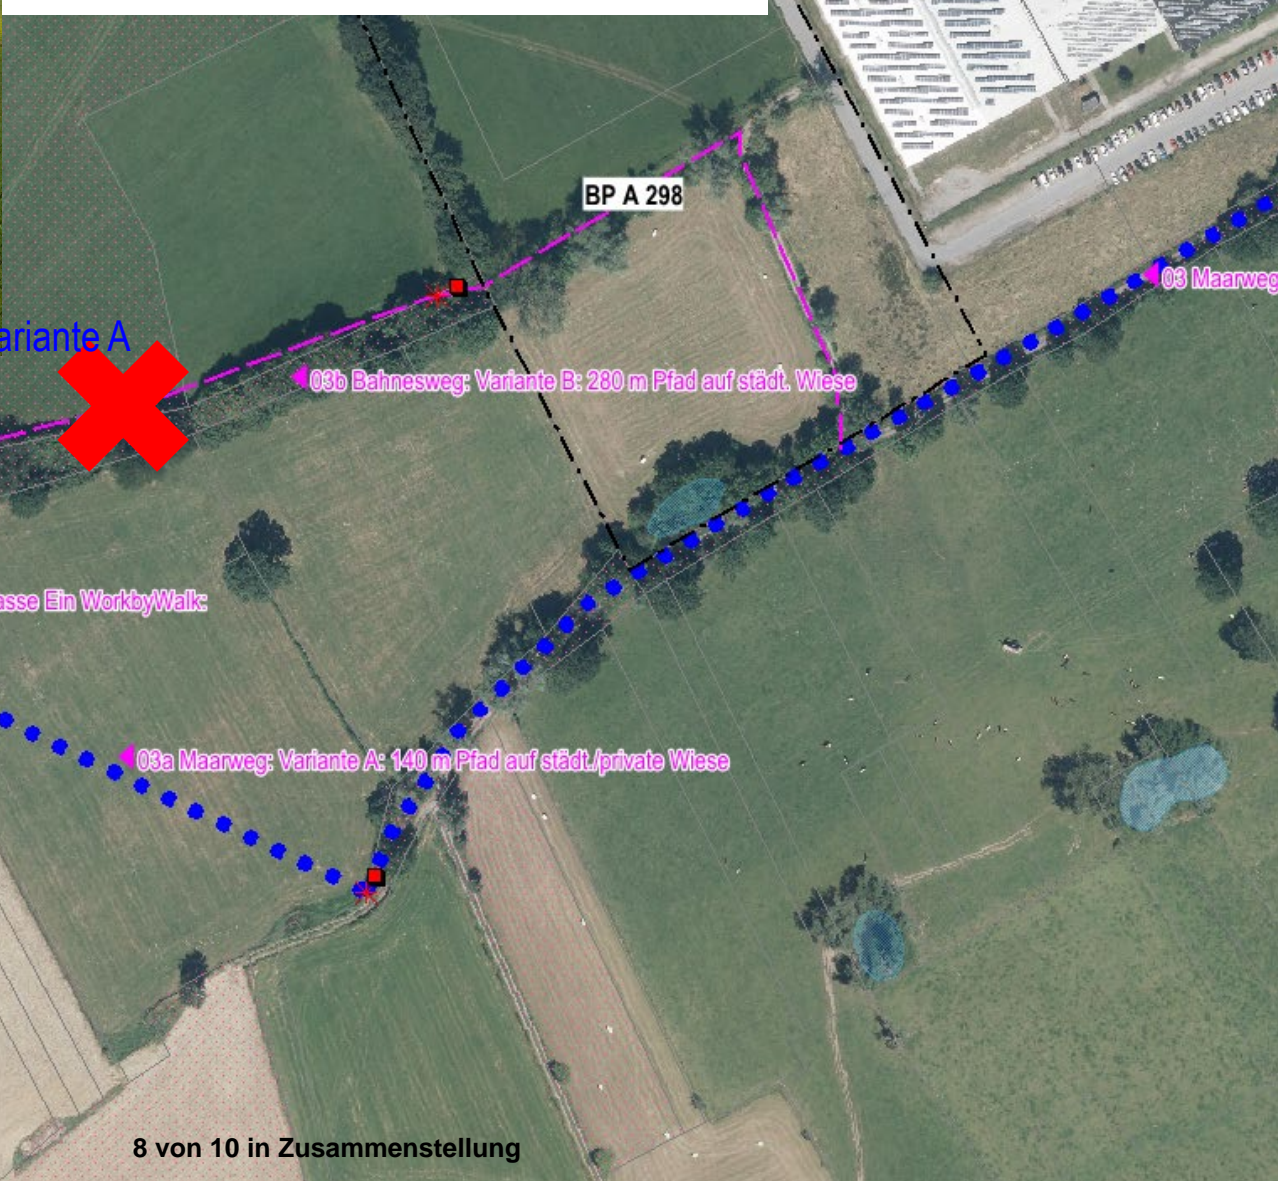 BP A 298
03 Maarweg
ariante A
03b Bahnesweg: Variante B: 280 m Pfad auf städt. Wiese
asse Ein WorkbyWalk:
03a Maarweg: Variante A: 140 m Pfad auf städt./private Wiese
8 von 10 in Zusammenstellung